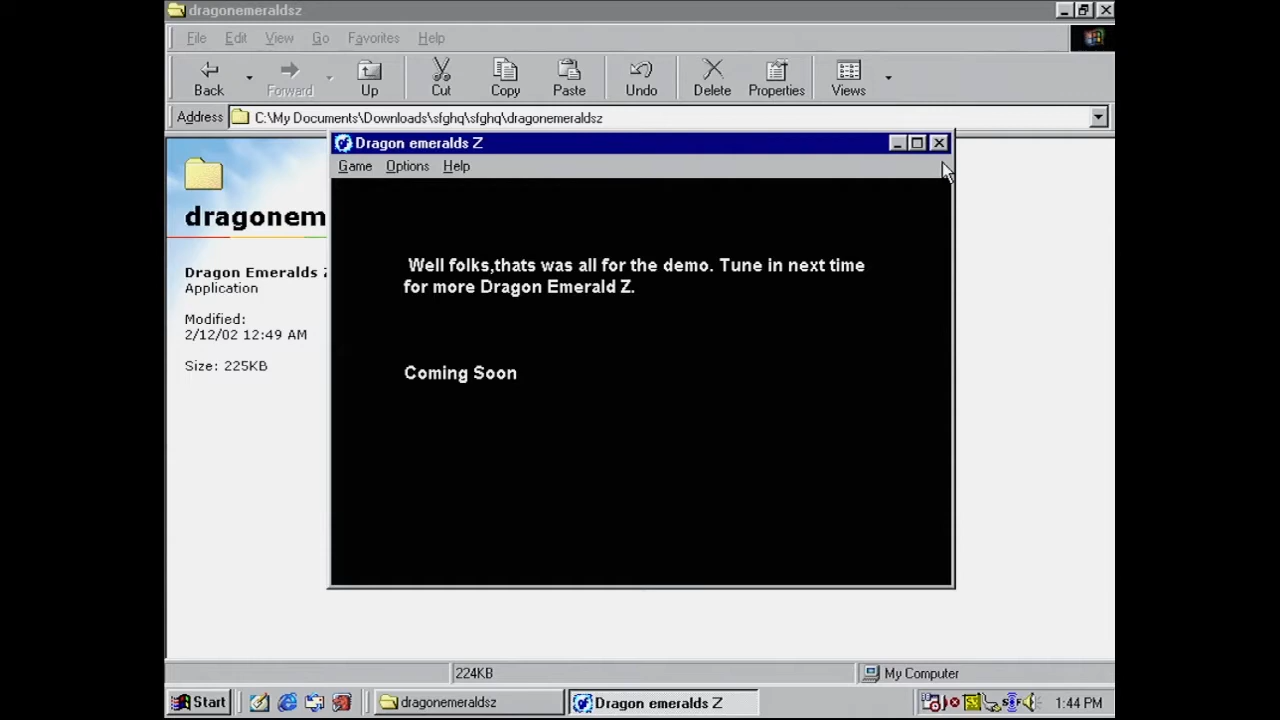 dragonemeraldsz
File Edit View Go Favorites Help
Back Forward Up Cut Copy Paste Undo Delete Properties Views
Address C:\My Documents\Downloads\sfghq\sfghq\dragonemeraldsz
Dragon emeralds Z
Game Options Help
dragonem
Dragon Emeralds
Application
Modified:
2/12/02 12:49 AM
Size: 225KB
Well folks,thats was all for the demo. Tune in next time
for more Dragon Emerald Z.
Coming Soon
224KB My Computer
Start dragonemeraldsz Dragon emeralds Z 1:44 PM